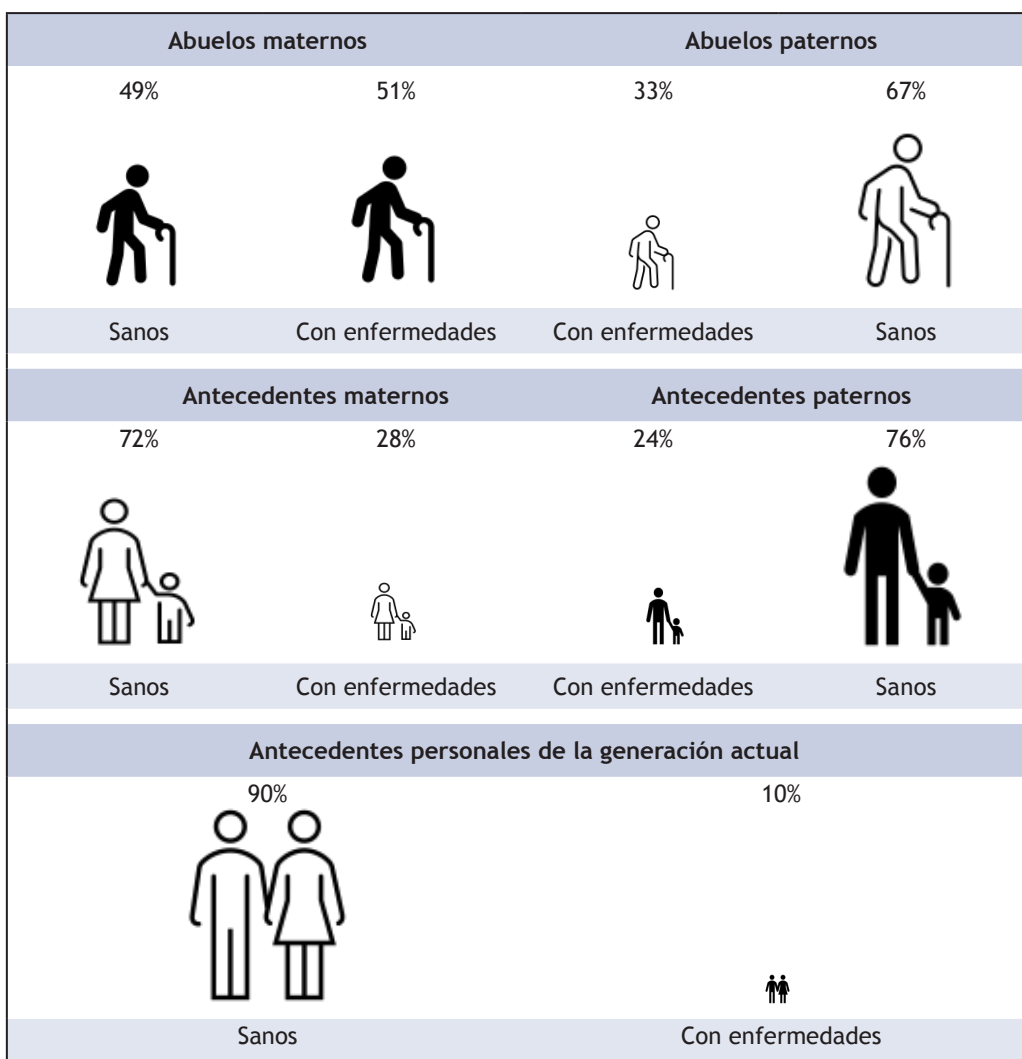 Abuelos maternos Abuelos paternos
49% 51% 33% 67%
Sanos Con enfermedades Con enfermedades Sanos
Antecedentes maternos Antecedentes paternos
72% 28% 24% 76%
Sanos Con enfermedades Con enfermedades Sanos
Antecedentes personales de la generación actual
90% 10%
Sanos Con enfermedades